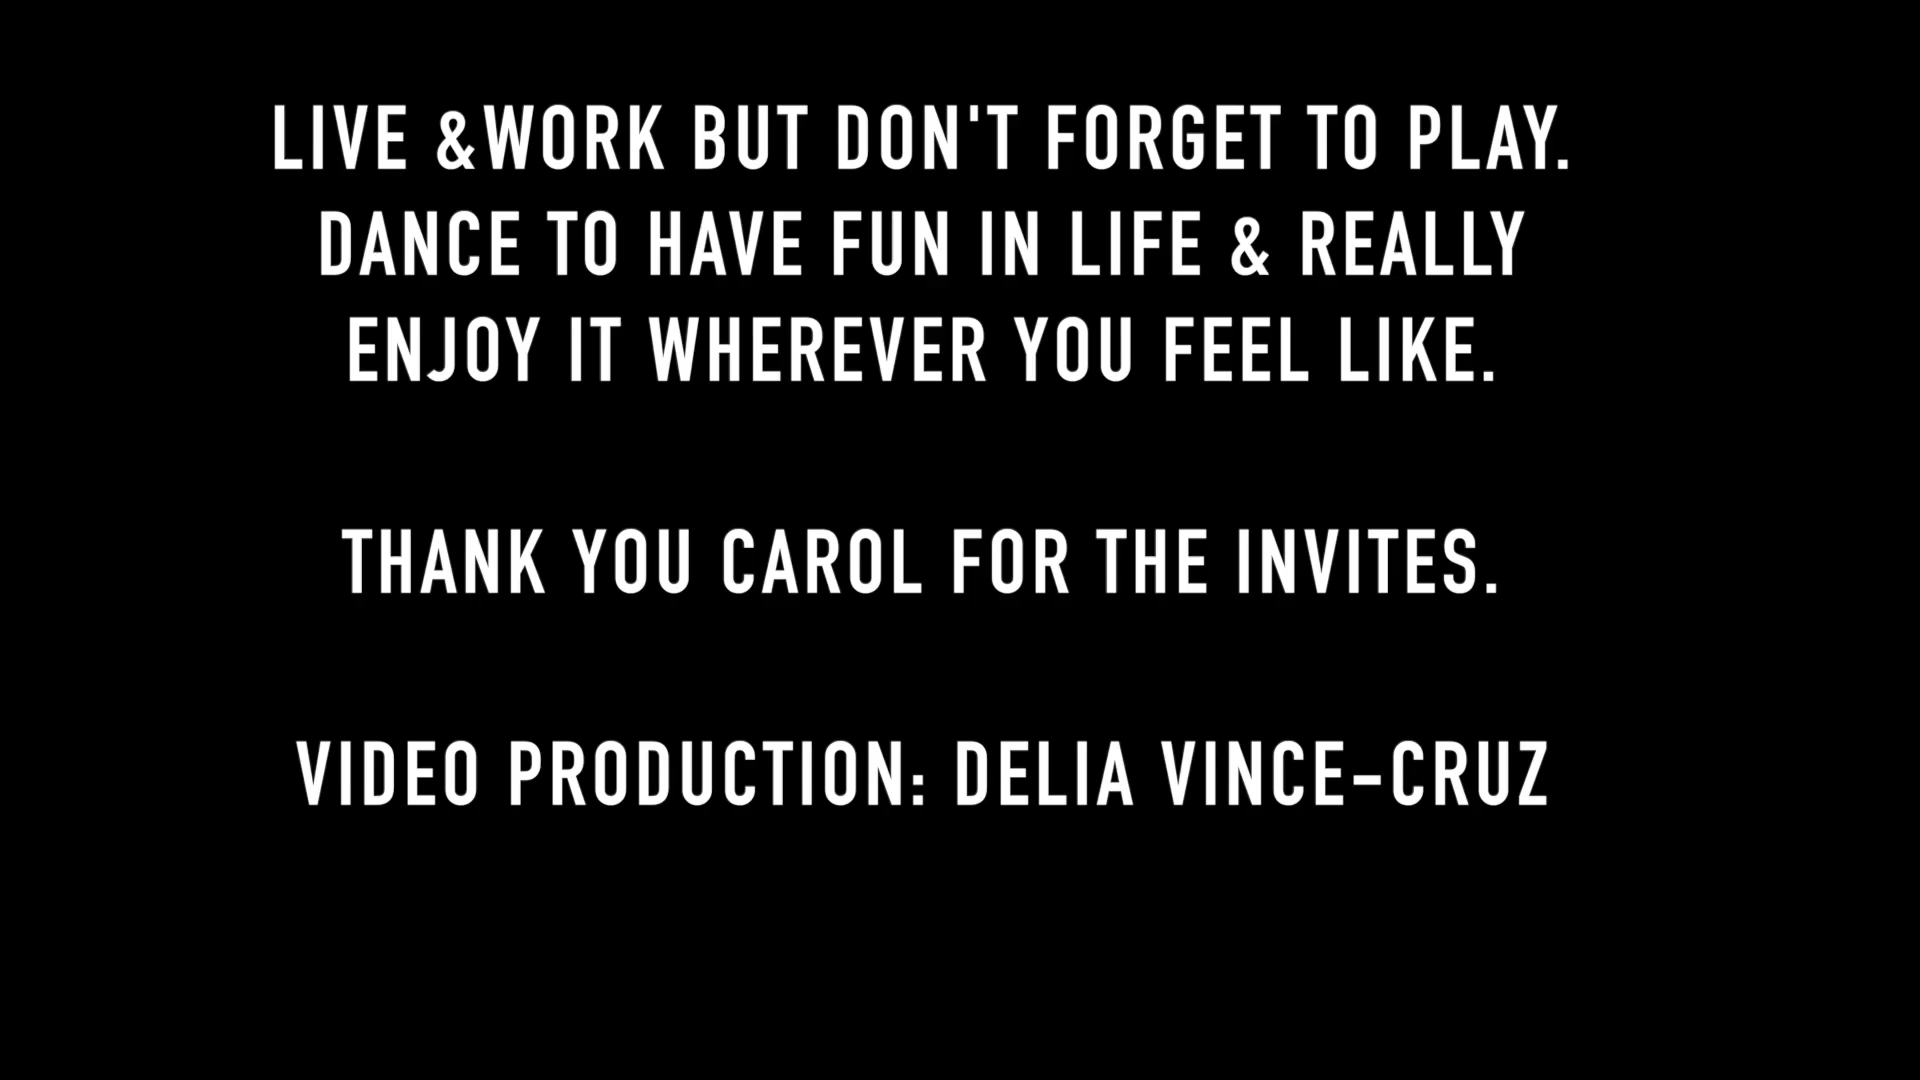 LIVE &WORK BUT DON'T FORGET TO PLAY.
DANCE TO HAVE FUN IN LIFE & REALLY
ENJOY IT WHEREVER YOU FEEL LIKE.
THANK YOU CAROL FOR THE INVITES.
VIDEO PRODUCTION: DELIA VINCE-CRUZ